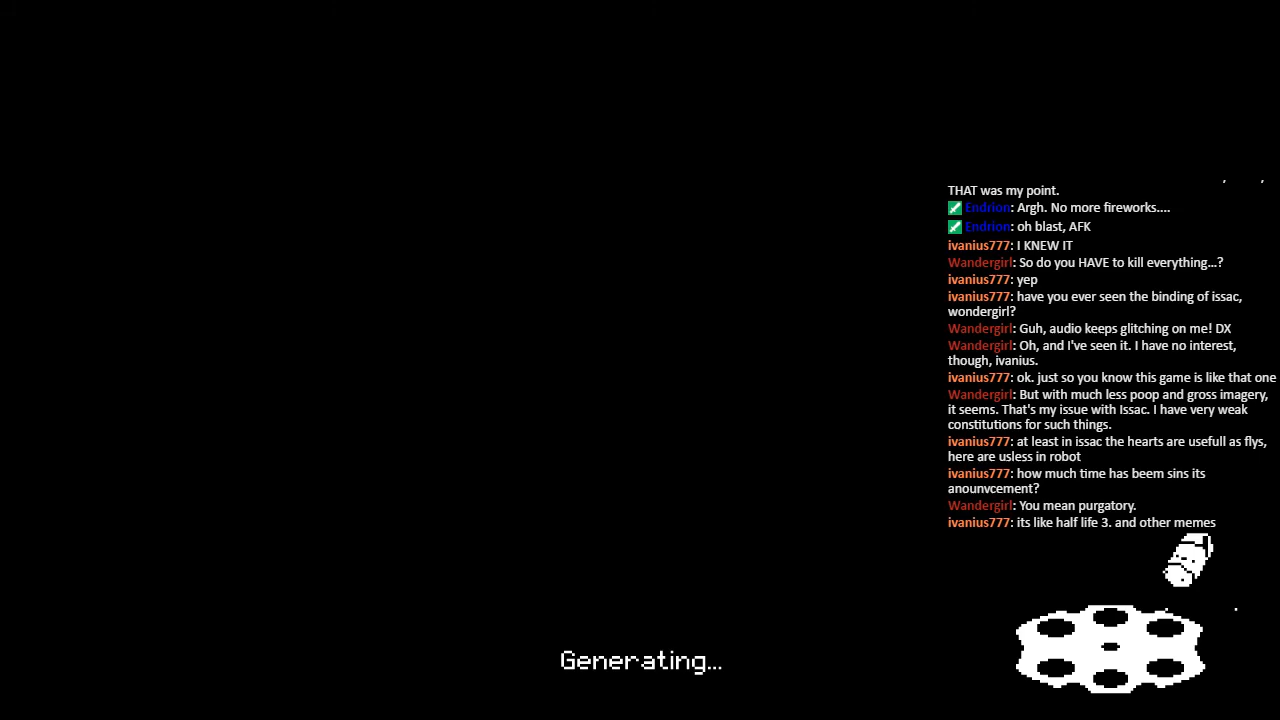 THAT was my point.
Endrion: Argh. No more fireworks....
Endrion: oh blast, AFK
ivanius777: I KNEW IT
Wandergirl: So do you HAVE to kill everything...?
ivanius777: yep
ivanius777: have you ever seen the binding of issac,
wondergirl?
Wandergirl: Guh, audio keeps glitching on me! DX
Wandergirl: Oh, and I've seen it. I have no interest,
though, ivanius.
ivanius777: ok. just so you know this game is like that one
Wandergirl: But with much less poop and gross imagery,
it seems. That's my issue with Issac. I have very weak
constitutions for such things.
ivanius777: at least in issac the hearts are usefull as flys,
here are usless in robot
ivanius777: how much time has beem sins its
anounvcement?
Wandergirl: You mean purgatory.
ivanius777: its like half life 3. and other memes
Generating...